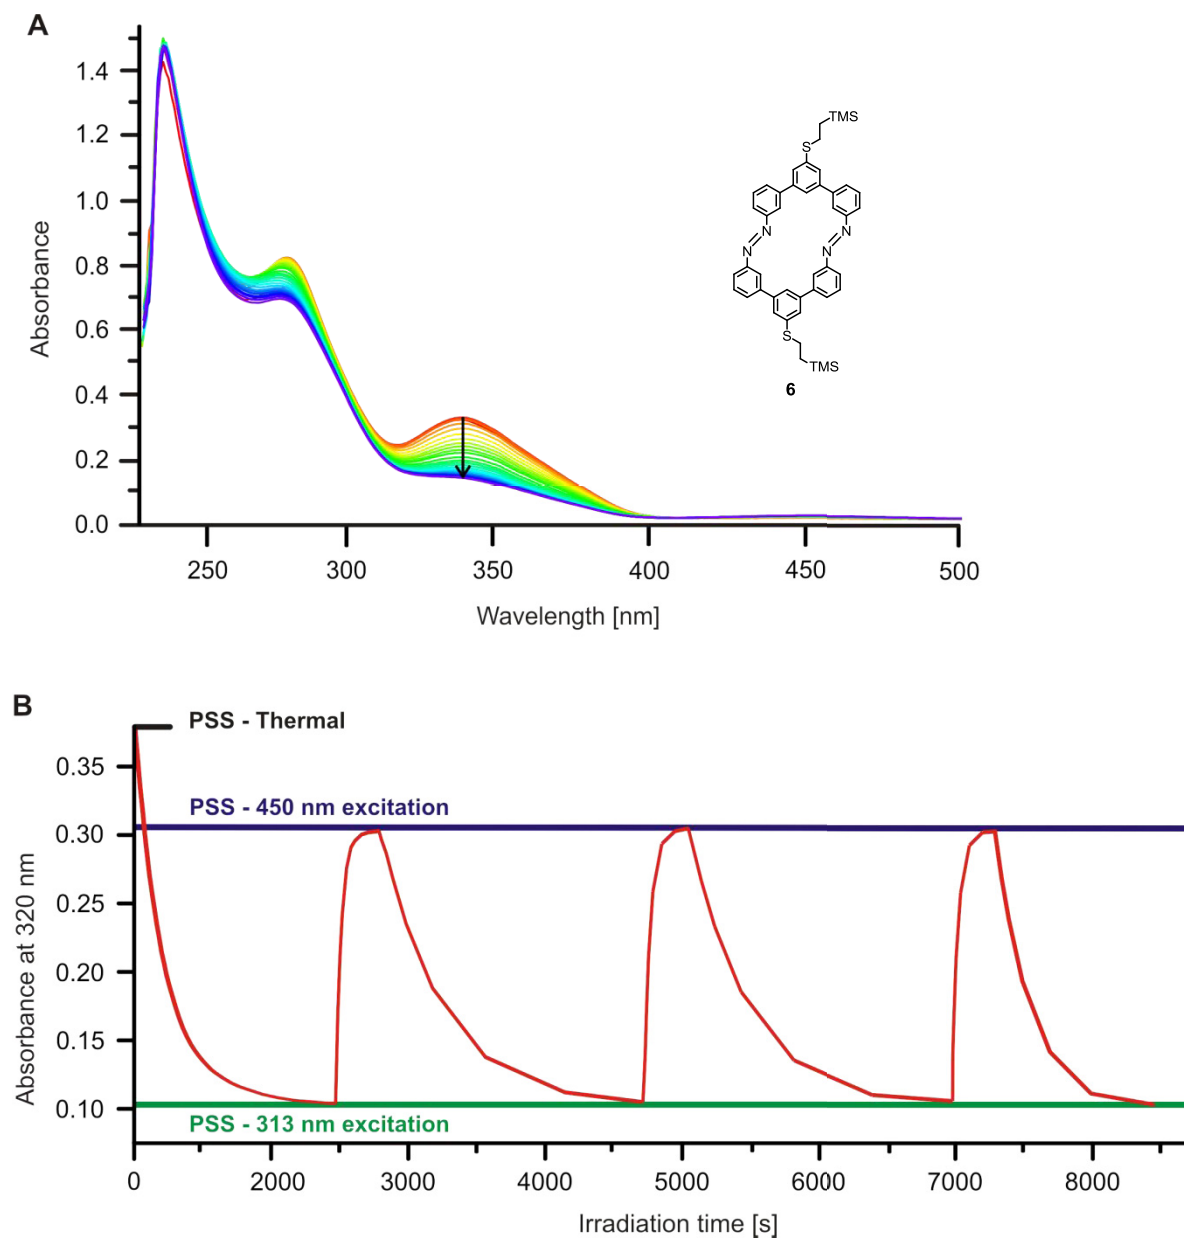 A
Absorbance
1.4
1.2
1.0
0.8
0.6
0.4
0.2
0.0
250 300 350 400 450 500
Wavelength [nm]
TMS
S
N N
N N
S
TMS
6
B
PSS - Thermal
PSS - 450 nm excitation
PSS - 313 nm excitation
Absorbance at 320 nm
0.35
0.30
0.25
0.20
0.15
0.10
0 2000 3000 4000 5000 6000 7000 8000
Irradiation time [s]